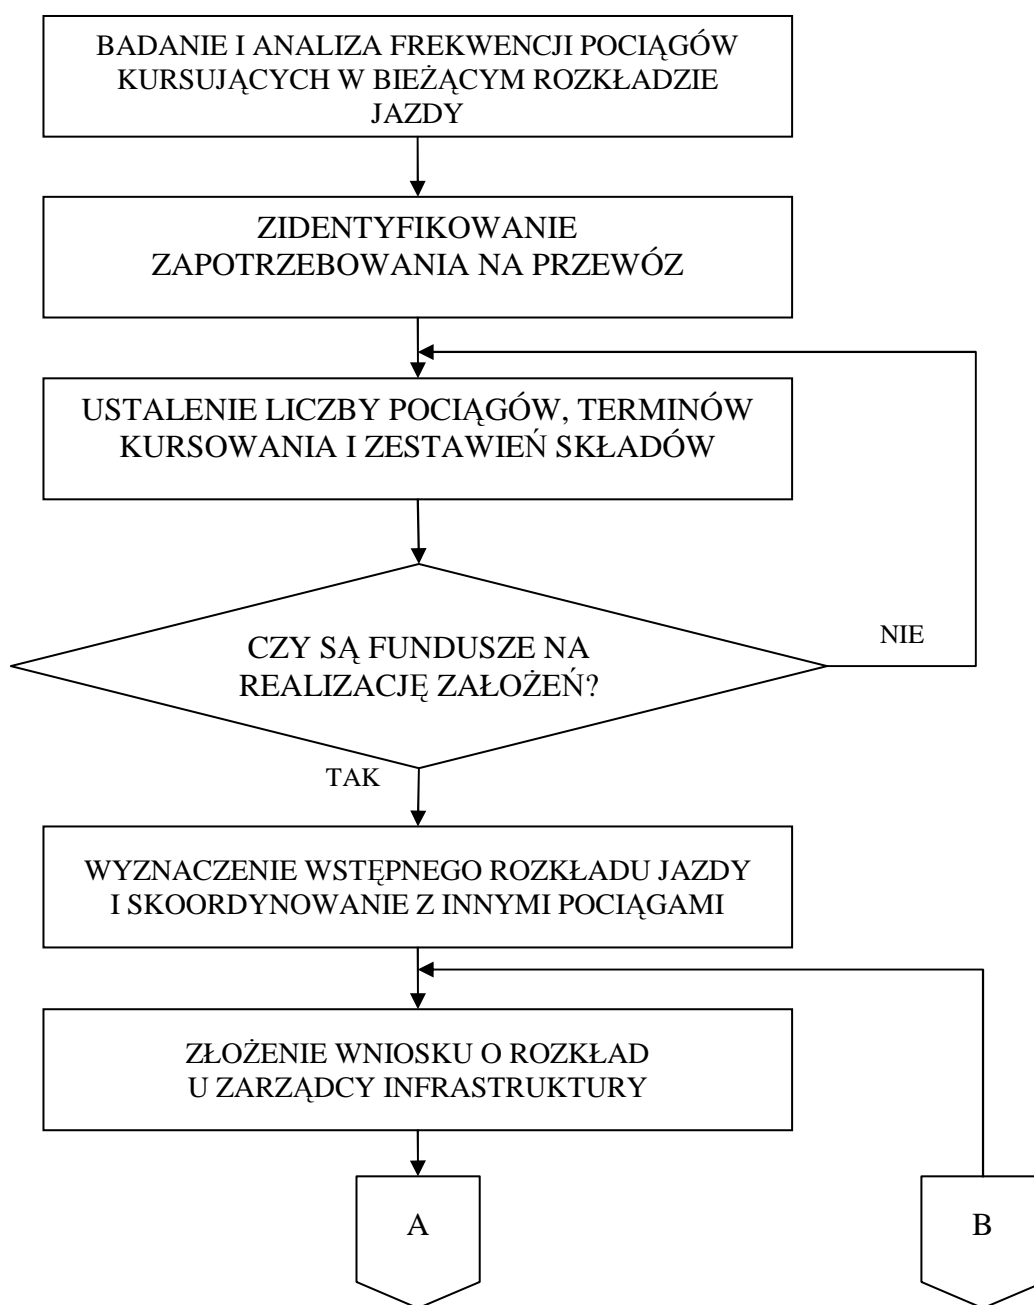 BADANIE I ANALIZA FREKWENCJI POCIĄGÓW
KURSUJĄCYCH W BIEŻĄCYM ROZKŁADZIE
JAZDY
ZIDENTYFIKOWANIE
ZAPOTRZEBOWANIA NA PRZEWÓZ
USTALENIE LICZBY POCIĄGÓW, TERMINÓW
KURSOWANIA I ZESTAWIEŃ SKŁADÓW
CZY SĄ FUNDUSZE NA
REALIZACJĘ ZAŁOŻEŃ?
NIE
TAK
WYZNACZENIE WSTĘPNEGO ROZKŁADU JAZDY
I SKOORDYNOWANIE Z INNYMI POCIĄGAMI
ZŁOŻENIE WNIOSKU O ROZKŁAD
U ZARZĄDCY INFRASTRUKTURY
A
B